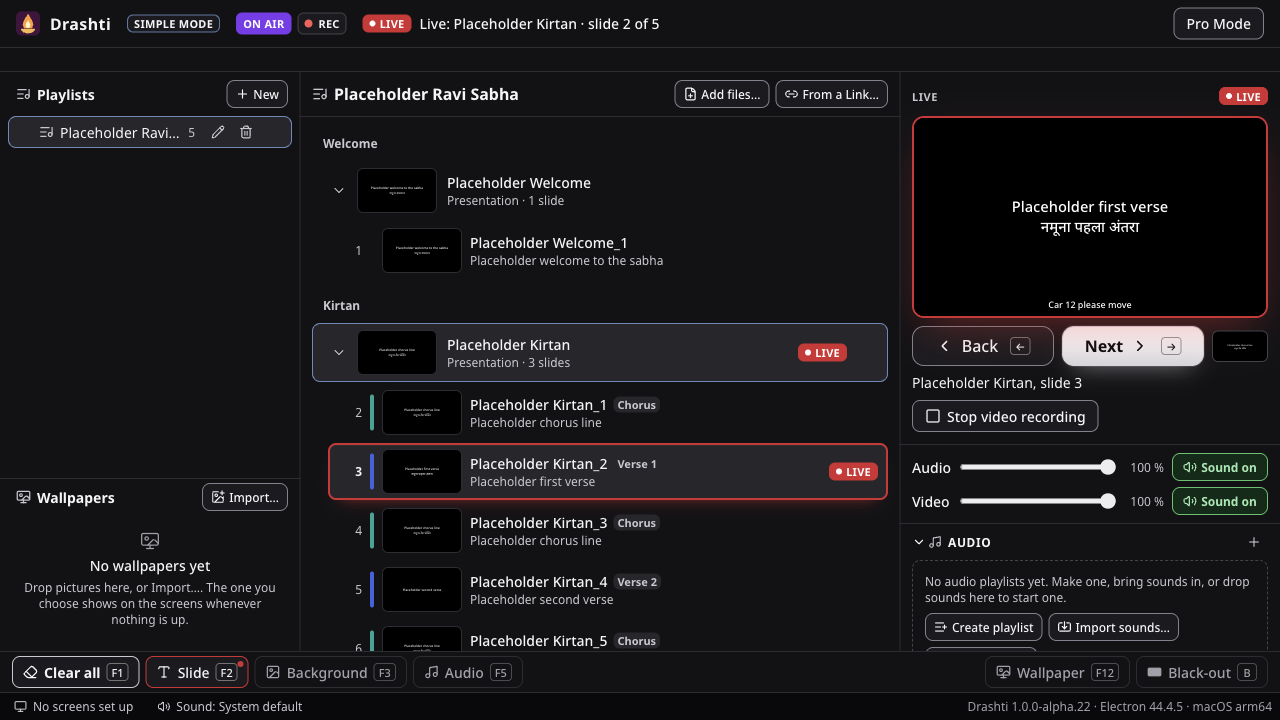 Drashti
SIMPLE MODE
ON AIR
REC
LIVE
Live: Placeholder Kirtan · slide 2 of 5
Pro Mode
Playlists
New
Placeholder Ravi... 5
Wallpapers
Import...
No wallpapers yet
Drop pictures here, or Import.... The one you
choose shows on the screens whenever
nothing is up.
Placeholder Ravi Sabha
Add files...
From a Link...
Welcome
Placeholder Welcome
Presentation · 1 slide
1
Placeholder Welcome_1
Placeholder welcome to the sabha
Kirtan
Placeholder Kirtan
Presentation · 3 slides
LIVE
2
Placeholder Kirtan_1 Chorus
Placeholder chorus line
3
Placeholder Kirtan_2 Verse 1
Placeholder first verse
LIVE
4
Placeholder Kirtan_3 Chorus
Placeholder chorus line
5
Placeholder Kirtan_4 Verse 2
Placeholder second verse
6
Placeholder Kirtan_5 Chorus
LIVE
LIVE
Placeholder first verse
नमूना पहला अंतरा
Car 12 please move
Back
Next
Placeholder Kirtan, slide 3
Stop video recording
Audio 100 % Sound on
Video 100 % Sound on
AUDIO
No audio playlists yet. Make one, bring sounds in, or drop
sounds here to start one.
Create playlist
Import sounds...
Clear all F1
Slide F2
Background F3
Audio F5
Wallpaper F12
Black-out B
No screens set up
Sound: System default
Drashti 1.0.0-alpha.22 · Electron 44.4.5 · macOS arm64